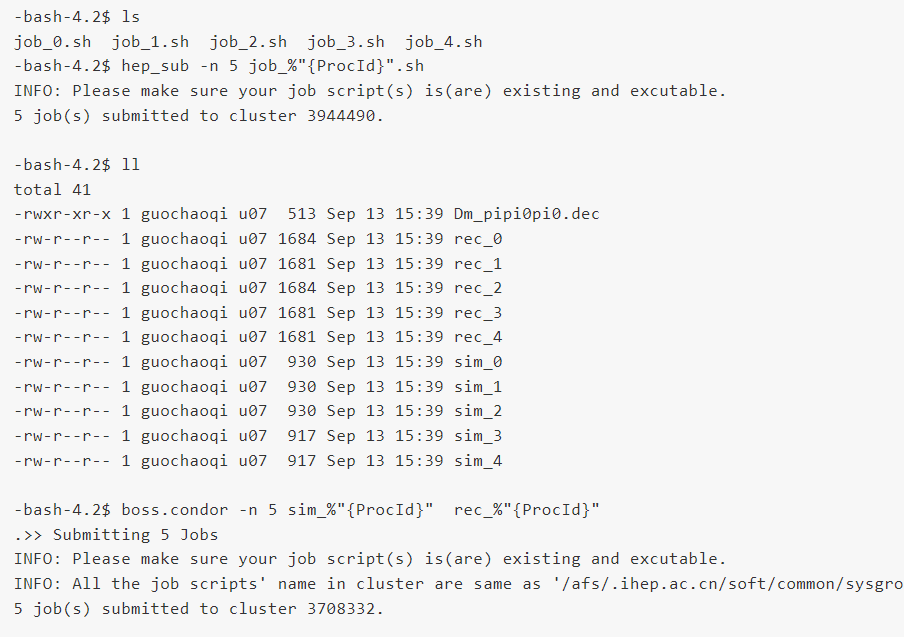 -bash-4.2$ ls
job_0.sh  job_1.sh  job_2.sh  job_3.sh  job_4.sh
-bash-4.2$ hep_sub -n 5 job_%"{ProcId}".sh
INFO: Please make sure your job script(s) is(are) existing and excutable.
5 job(s) submitted to cluster 3944490.
-bash-4.2$ ll
total 41
-rwxr-xr-x 1 guochaoqi u07  513 Sep 13 15:39 Dm_pipi0pi0.dec
-rw-r--r-- 1 guochaoqi u07 1684 Sep 13 15:39 rec_0
-rw-r--r-- 1 guochaoqi u07 1681 Sep 13 15:39 rec_1
-rw-r--r-- 1 guochaoqi u07 1684 Sep 13 15:39 rec_2
-rw-r--r-- 1 guochaoqi u07 1681 Sep 13 15:39 rec_3
-rw-r--r-- 1 guochaoqi u07 1681 Sep 13 15:39 rec_4
-rw-r--r-- 1 guochaoqi u07  930 Sep 13 15:39 sim_0
-rw-r--r-- 1 guochaoqi u07  930 Sep 13 15:39 sim_1
-rw-r--r-- 1 guochaoqi u07  930 Sep 13 15:39 sim_2
-rw-r--r-- 1 guochaoqi u07  917 Sep 13 15:39 sim_3
-rw-r--r-- 1 guochaoqi u07  917 Sep 13 15:39 sim_4
-bash-4.2$ boss.condor -n 5 sim_%"{ProcId}"  rec_%"{ProcId}"
.>> Submitting 5 Jobs
INFO: Please make sure your job script(s) is(are) existing and excutable.
INFO: All the job scripts' name in cluster are same as '/afs/.ihep.ac.cn/soft/common/sysgro
5 job(s) submitted to cluster 3708332.